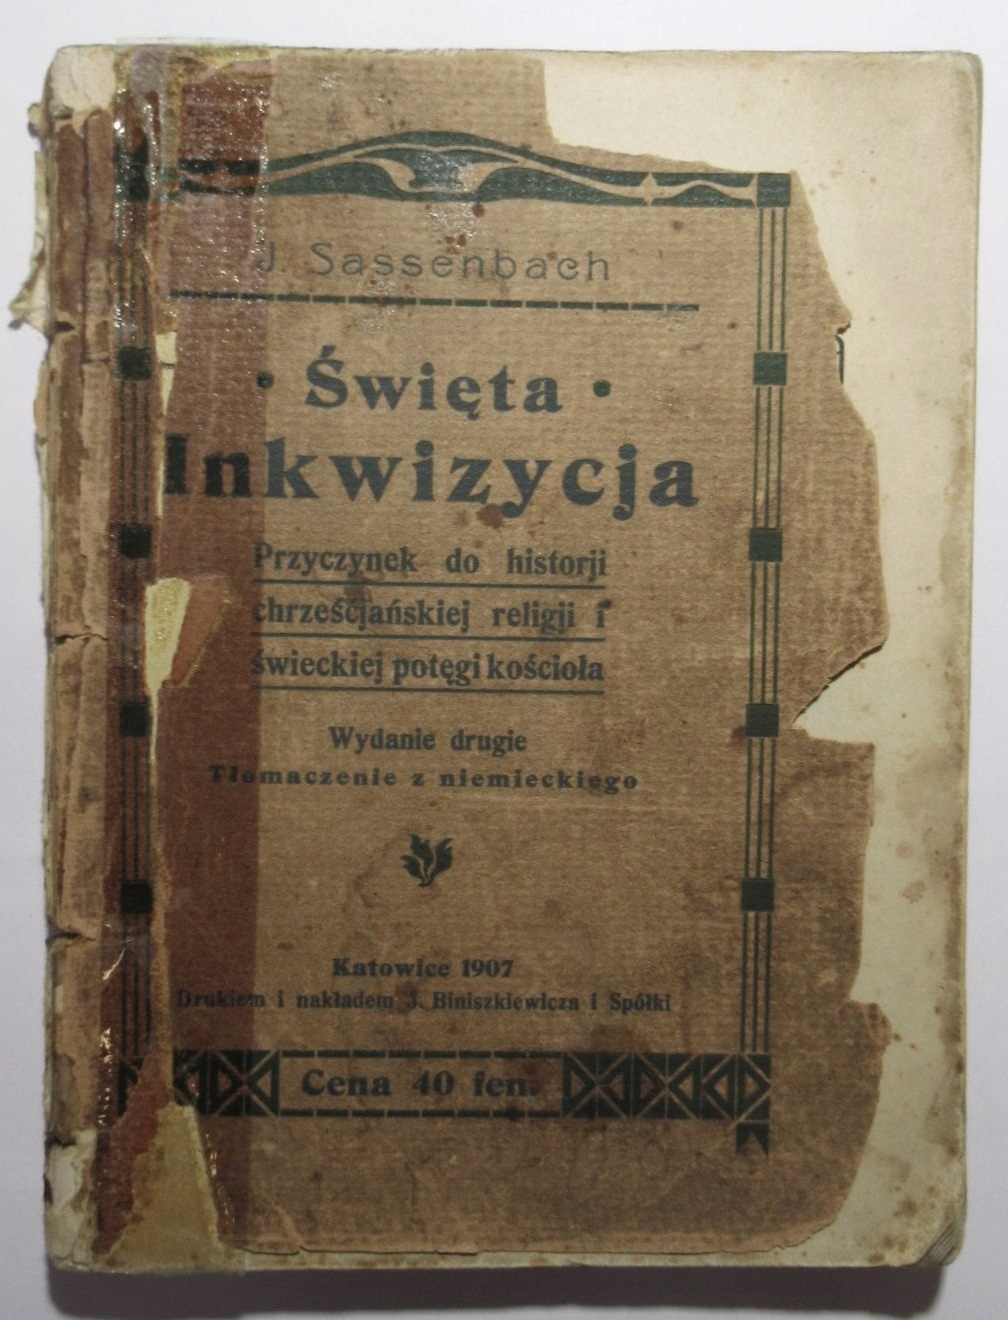 J. Sassenbach
· Święta ·
Inkwizycja
Przyczynek do historji
chrześcjańskiej religji i
świeckiej potęgi kościoła
Wydanie drugie
Tłomaczenie z niemieckiego
Katowice 1907
Drukiem i nakładem J. Biniszkiewicza i Spółki
Cena 40 fen.